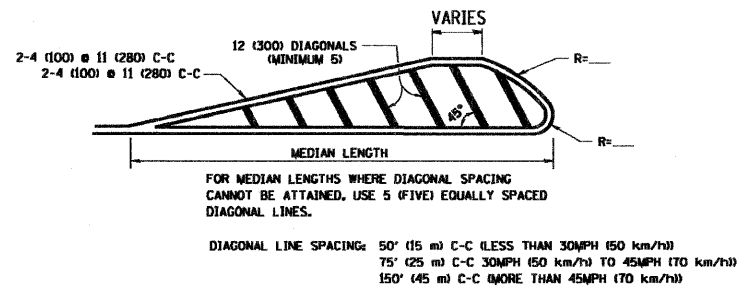 VARIES
12 (300) DIAGONALS
(MINIMUM 5)
2-4 (100) @ 11 (280) C-C
2-4 (100) @ 11 (280) C-C
R=___
45°
R=___
MEDIAN LENGTH
FOR MEDIAN LENGTHS WHERE DIAGONAL SPACING
CANNOT BE ATTAINED, USE 5 (FIVE) EQUALLY SPACED
DIAGONAL LINES.
DIAGONAL LINE SPACING: 50' (15 m) C-C (LESS THAN 30MPH (50 km/h))
75' (25 m) C-C 30MPH (50 km/h) TO 45MPH (70 km/h))
150' (45 m) C-C (MORE THAN 45MPH (70 km/h))